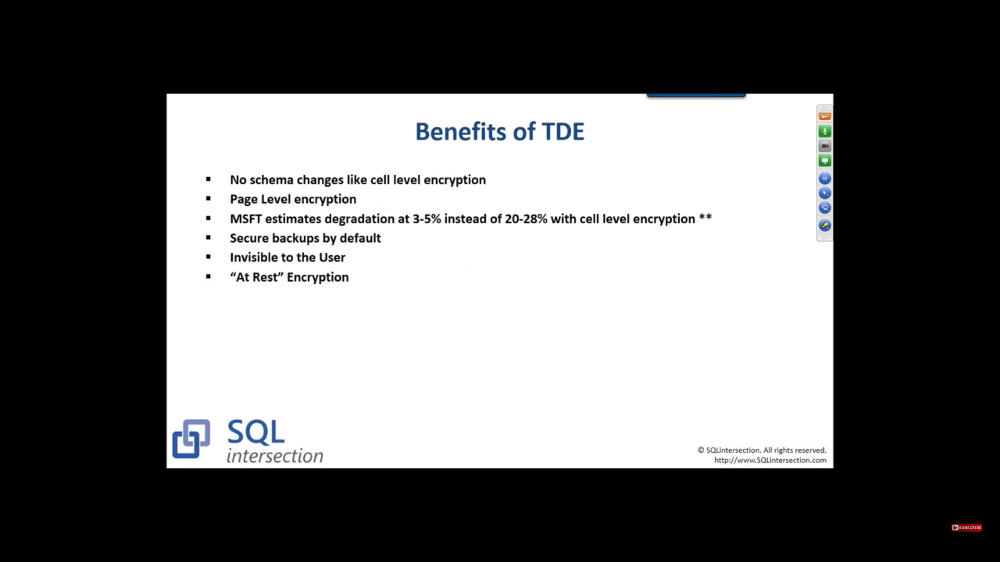 Benefits of TDE
▪ No schema changes like cell level encryption
▪ Page Level encryption
▪ MSFT estimates degradation at 3-5% instead of 20-28% with cell level encryption **
▪ Secure backups by default
▪ Invisible to the User
▪ “At Rest” Encryption
SQL
intersection
© SQLintersection. All rights reserved.
http://www.SQLintersection.com
SUBSCRIBE